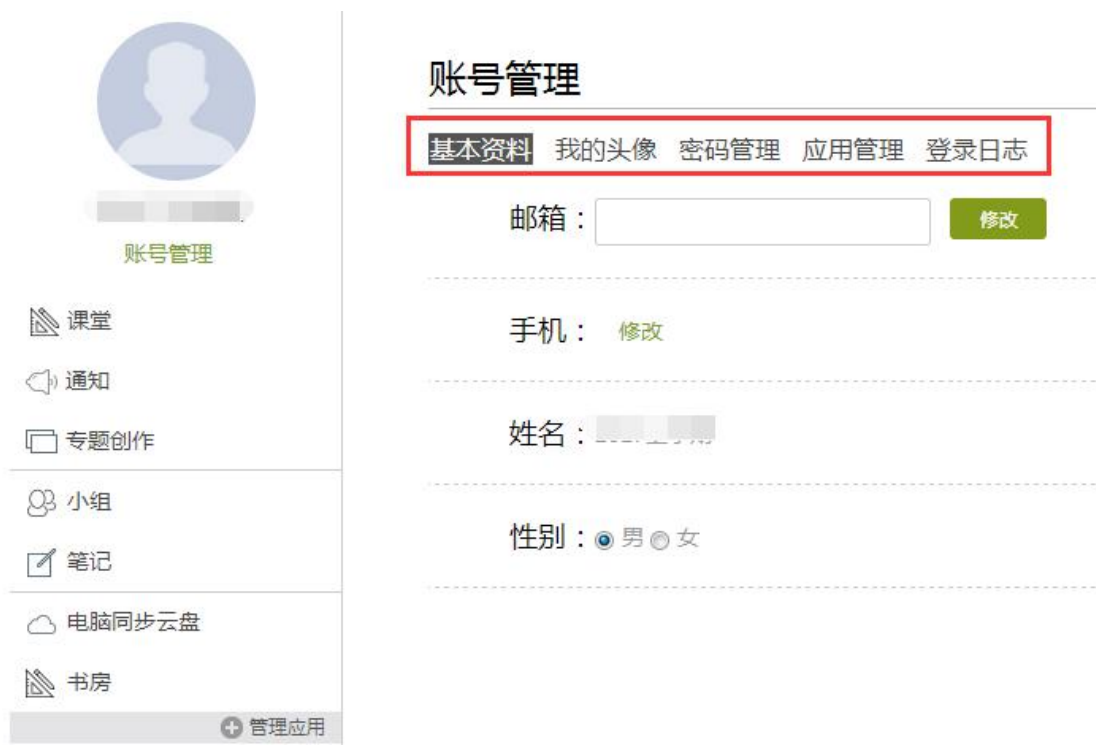 账号管理
课堂
通知
专题创作
小组
笔记
电脑同步云盘
书房
管理应用
账号管理
基本资料 我的头像 密码管理 应用管理 登录日志
邮箱： 修改
手机： 修改
姓名：
性别： 男 女